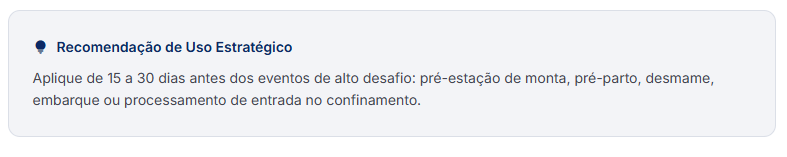 Recomendação de Uso Estratégico
Aplique de 15 a 30 dias antes dos eventos de alto desafio: pré-estação de monta, pré-parto, desmame,
embarque ou processamento de entrada no confinamento.